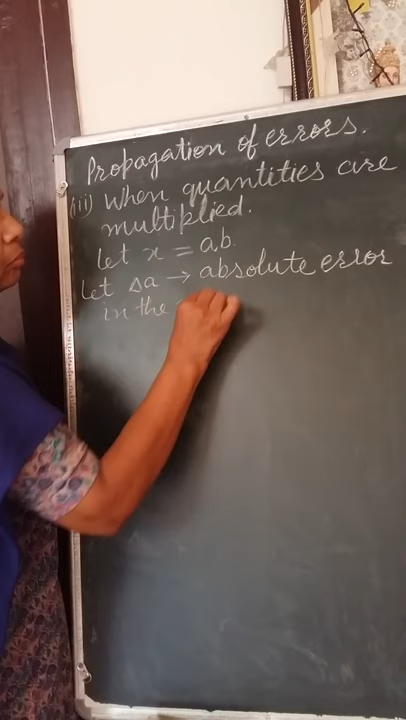 Propagation of errors.
(iii) When quantities are
multiplied.
Let x = a.b.
Let Δa → absolute error
in the